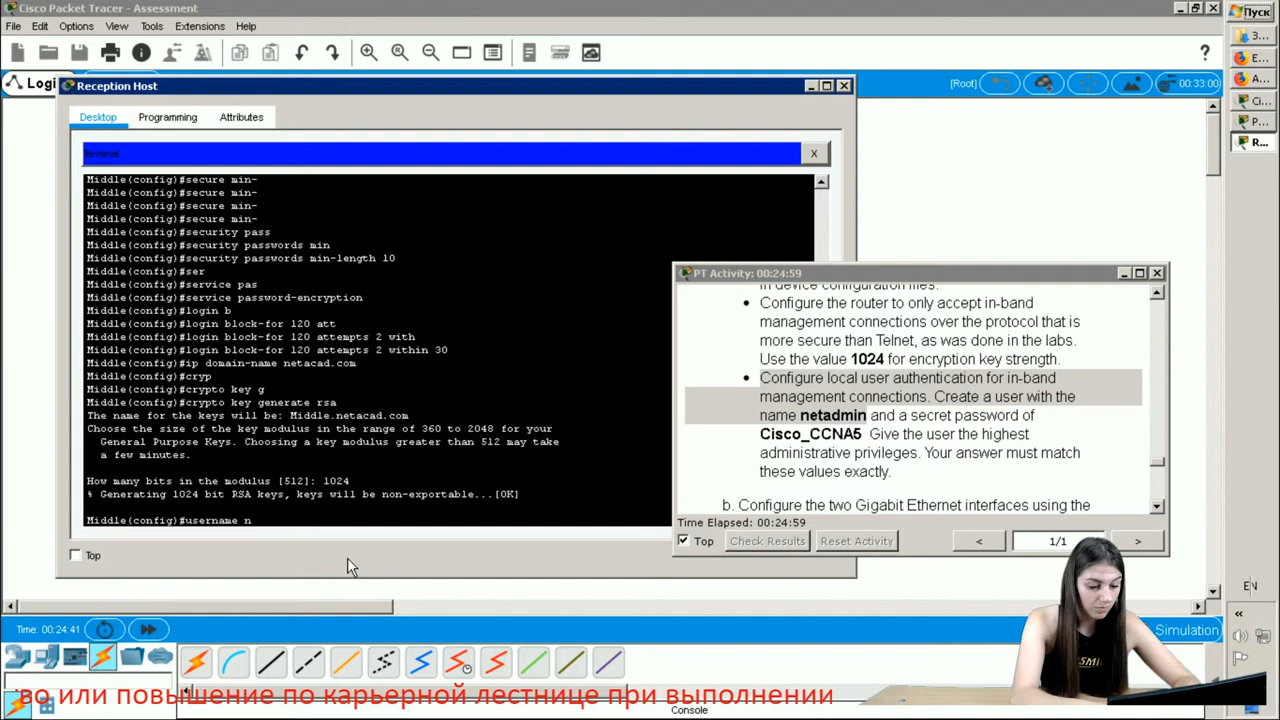 Cisco Packet Tracer - Assessment
File Edit Options View Tools Extensions Help
?
Logi
[Root]
00:33:00
Reception Host
Desktop Programming Attributes
Terminal
X
Middle(config)#secure min-
Middle(config)#secure min-
Middle(config)#secure min-
Middle(config)#secure min-
Middle(config)#security pass
Middle(config)#security passwords min
Middle(config)#security passwords min-length 10
Middle(config)#ser
Middle(config)#service pas
Middle(config)#service password-encryption
Middle(config)#login b
Middle(config)#login block-for 120 att
Middle(config)#login block-for 120 attempts 2 with
Middle(config)#login block-for 120 attempts 2 within 30
Middle(config)#ip domain-name netacad.com
Middle(config)#cryp
Middle(config)#crypto key g
Middle(config)#crypto key generate rsa
The name for the keys will be: Middle.netacad.com
Choose the size of the key modulus in the range of 360 to 2048 for your
General Purpose Keys. Choosing a key modulus greater than 512 may take
a few minutes.
How many bits in the modulus [512]: 1024
% Generating 1024 bit RSA keys, keys will be non-exportable...[OK]
Middle(config)#username n
Top
PT Activity: 00:24:59
in device configuration files.
• Configure the router to only accept in-band
management connections over the protocol that is
more secure than Telnet, as was done in the labs.
Use the value 1024 for encryption key strength.
• Configure local user authentication for in-band
management connections. Create a user with the
name netadmin and a secret password of
Cisco_CCNA5 Give the user the highest
administrative privileges. Your answer must match
these values exactly.
b. Configure the two Gigabit Ethernet interfaces using the
Time Elapsed: 00:24:59
Top Check Results Reset Activity < 1/1 >
Пуск
З...
E...
A...
Ci...
P...
R...
EN
«
Time: 00:24:41
Simulation
во или повышение по карьерной лестнице при выполнении
Console